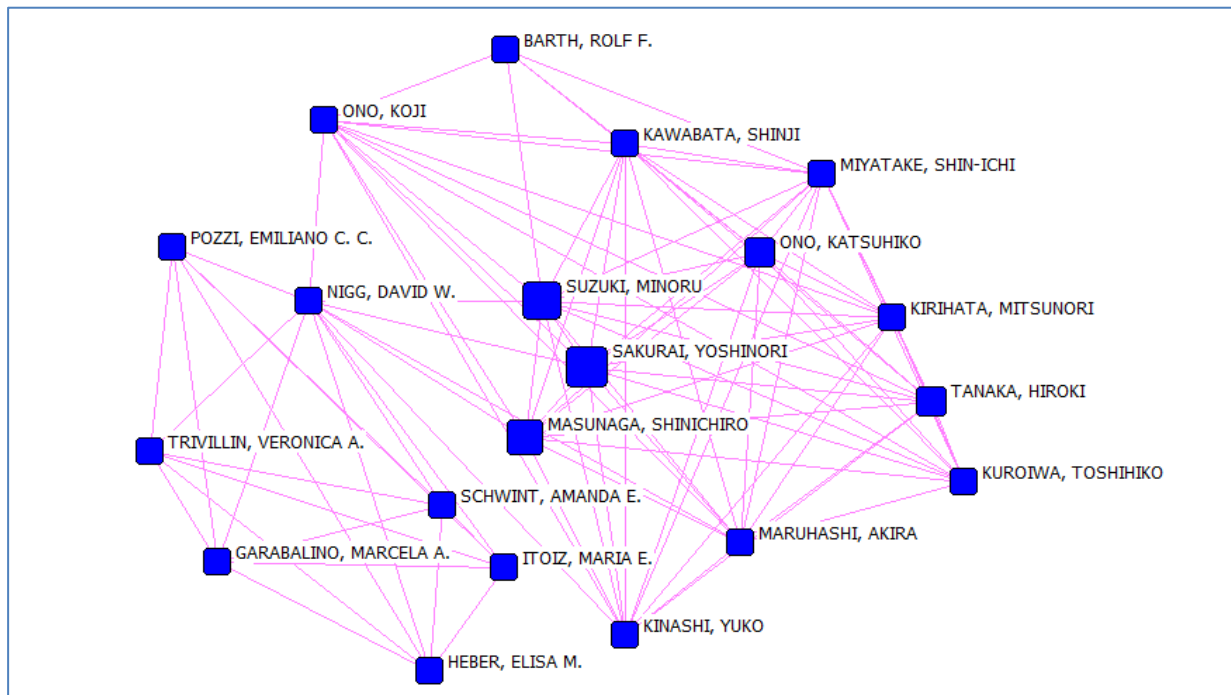 BARTH, ROLF F.
ONO, KOJI
KAWABATA, SHINJI
MIYATAKE, SHIN-ICHI
POZZI, EMILIANO C. C.
ONO, KATSUHIKO
SUZUKI, MINORU
NIGG, DAVID W.
KIRIHATA, MITSUNORI
SAKURAI, YOSHINORI
TANAKA, HIROKI
MASUNAGA, SHINICHIRO
TRIVILLIN, VERONICA A.
KUROIWA, TOSHIHIKO
SCHWINT, AMANDA E.
MARUHASHI, AKIRA
GARABALINO, MARCELA A.
ITOIZ, MARIA E.
KINASHI, YUKO
HEBER, ELISA M.